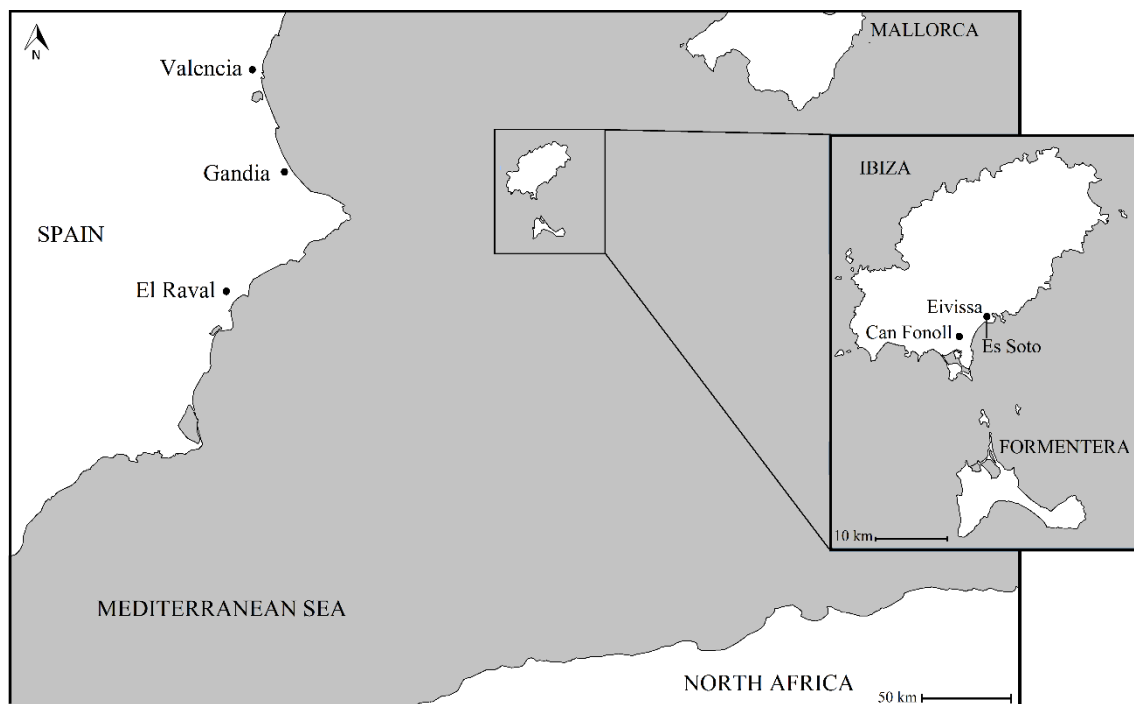 N
MALLORCA
Valencia
Gandia
IBIZA
SPAIN
El Raval
Eivissa
Can Fonoll
Es Soto
FORMENTERA
10 km
MEDITERRANEAN SEA
NORTH AFRICA
50 km